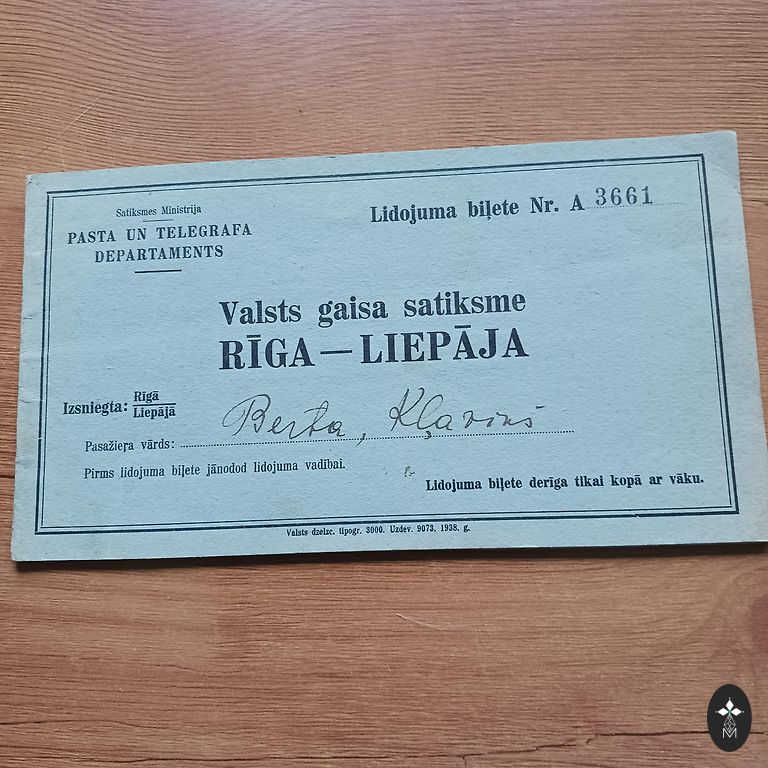 Satiksmes Ministrija
PASTA UN TELEGRAFA
DEPARTAMENTS
Lidojuma biļete Nr. A 3661
Valsts gaisa satiksme
RĪGA—LIEPĀJA
Izsniegta: Rīgā
Liepājā
Pasažieŗa vārds: Berta, Kļaviņš
Pirms lidojuma biļete jānodod lidojuma vadībai.
Lidojuma biļete derīga tikai kopā ar vāku.
Valsts dzelzc. tipogr. 3000. Uzdev. 9073. 1938. g.
M